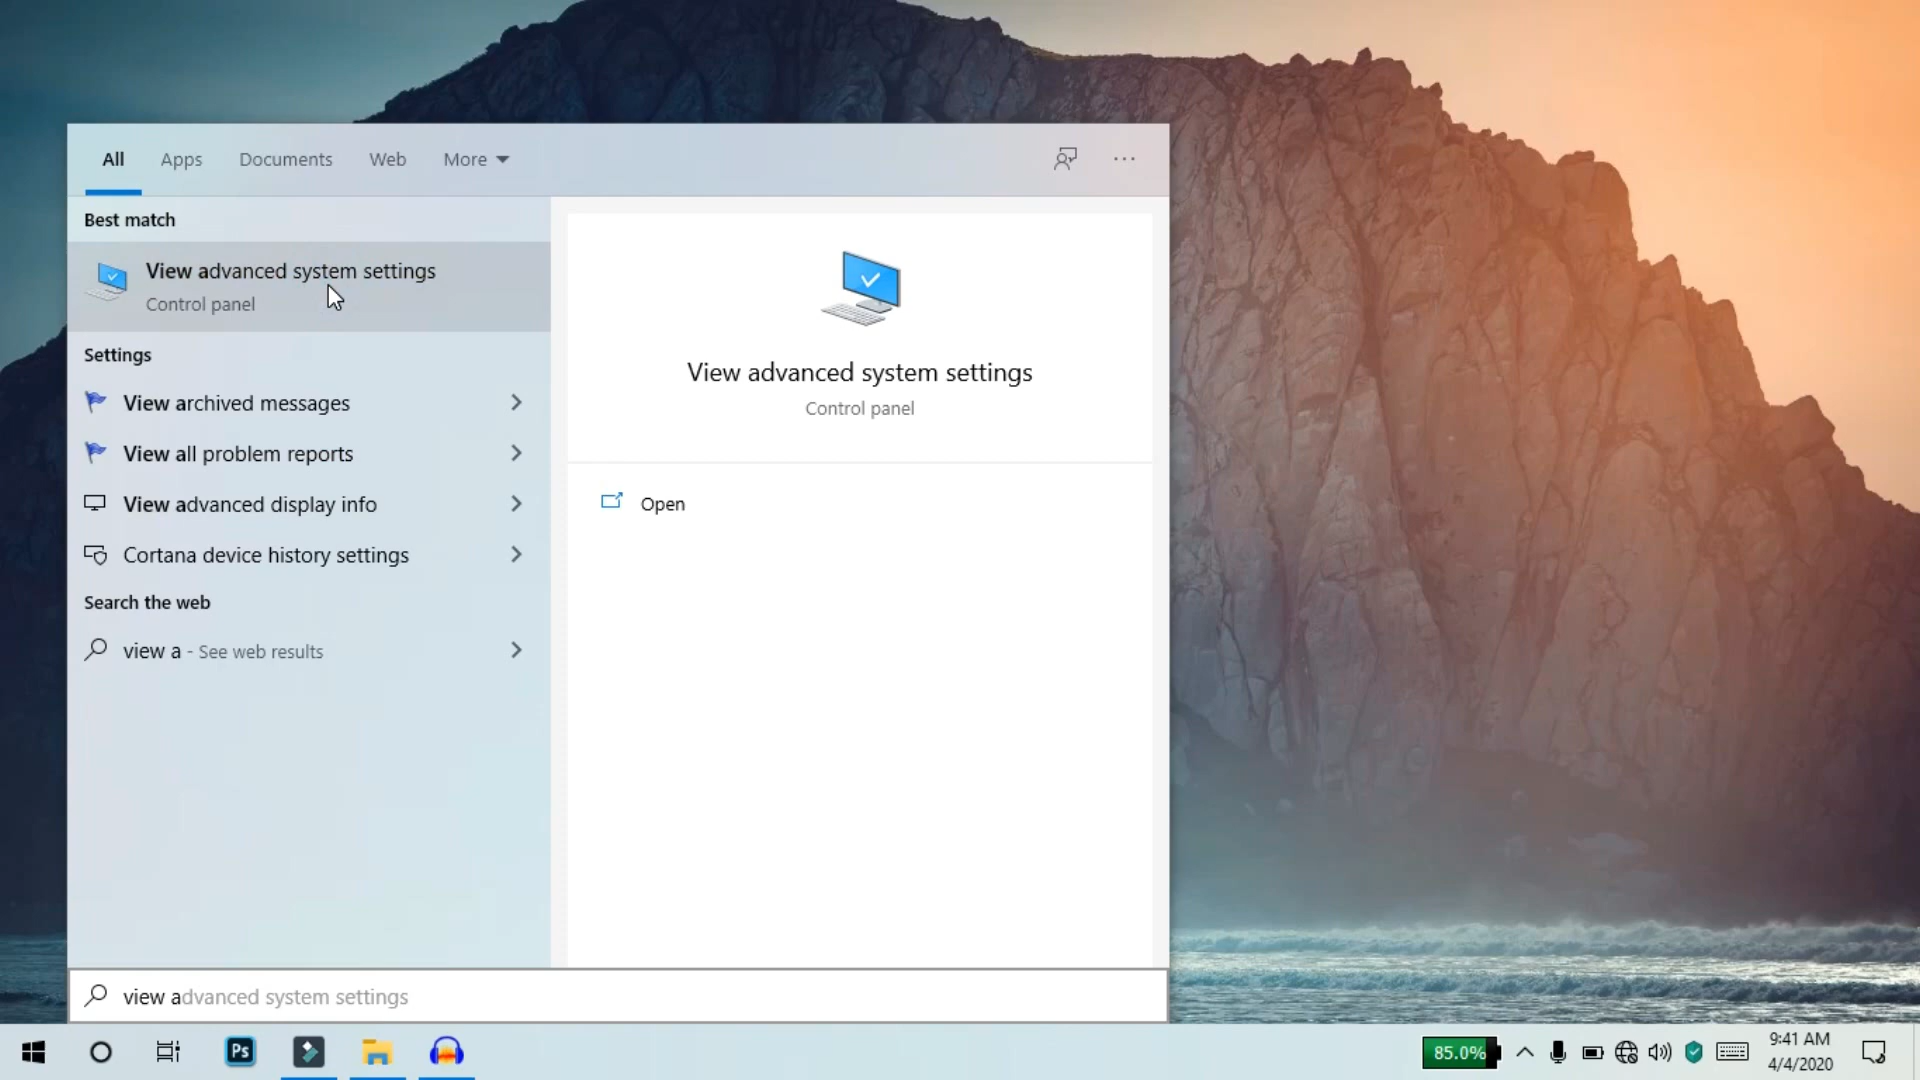 All
Apps
Documents
Web
More
Best match
View advanced system settings
Control panel
Settings
View archived messages
View all problem reports
View advanced display info
Cortana device history settings
Search the web
view a - See web results
View advanced system settings
Control panel
Open
view advanced system settings
Ps
85.0%
9:41 AM
4/4/2020